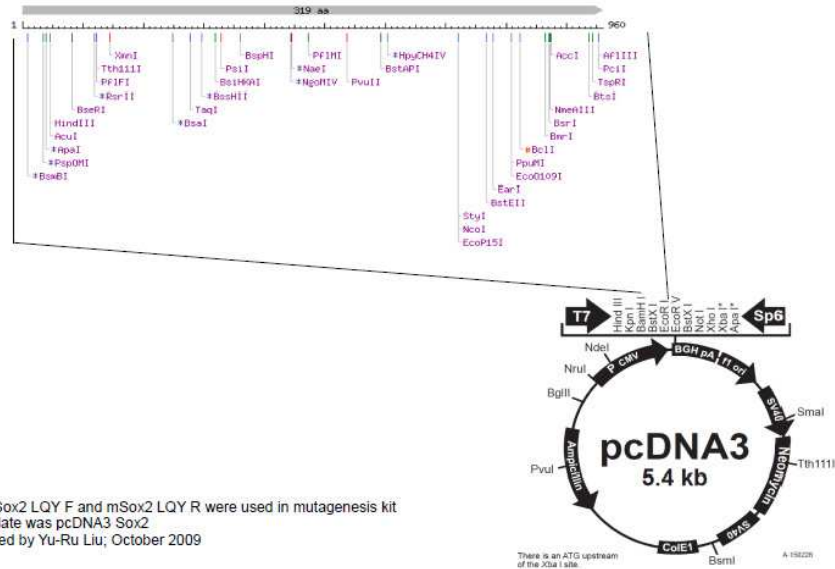 319 aa
1 960
XmnI BspHI PflMI *HpyCH4IV AccI AflIII
Tth111I PsiI *NaeI BstAPI PciI
PflFI BsiHKAI *NgoMIV PvuII TspRI
*RsrII *BssHII NmeAIII BtsI
BseRI TaqI BsrI
HindIII *BsaI BmrI
AcuI *BclI
*ApaI PpuMI
*PspOMI EcoO109I
*BsmBI EarI
BstEII
StyI
NcoI
EcoP15I
T7 Hind III Kpn I BamH I BstX I EcoR I EcoR V BstX I Not I Xho I Xba I* Apa I* Sp6
NdeI P CMV BGH pA f1 ori
NruI
BglII SV40 SmaI
pcDNA3
5.4 kb
Ampicillin Neomycin Tth111I
PvuI
SV40
ColE1
BsmI
There is an ATG upstream
of the Xba I site.
A-150226
ox2 LQY F and mSox2 LQY R were used in mutagenesis kit
late was pcDNA3 Sox2
ed by Yu-Ru Liu; October 2009